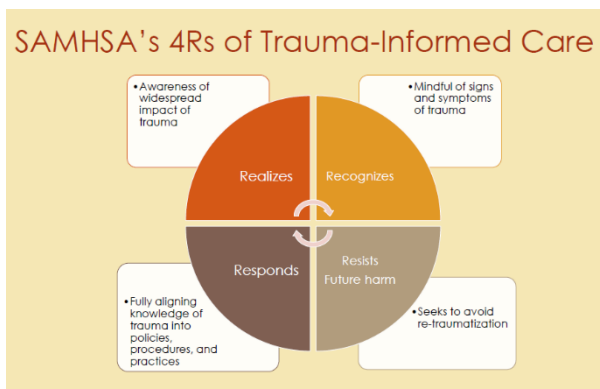 SAMHSA's 4Rs of Trauma-Informed Care
•Awareness of
widespread
impact of
trauma
•Mindful of signs
and symptoms
of trauma
Realizes
Recognizes
Responds
Resists
Future harm
•Fully aligning
knowledge of
trauma into
policies,
procedures, and
practices
•Seeks to avoid
re-traumatization